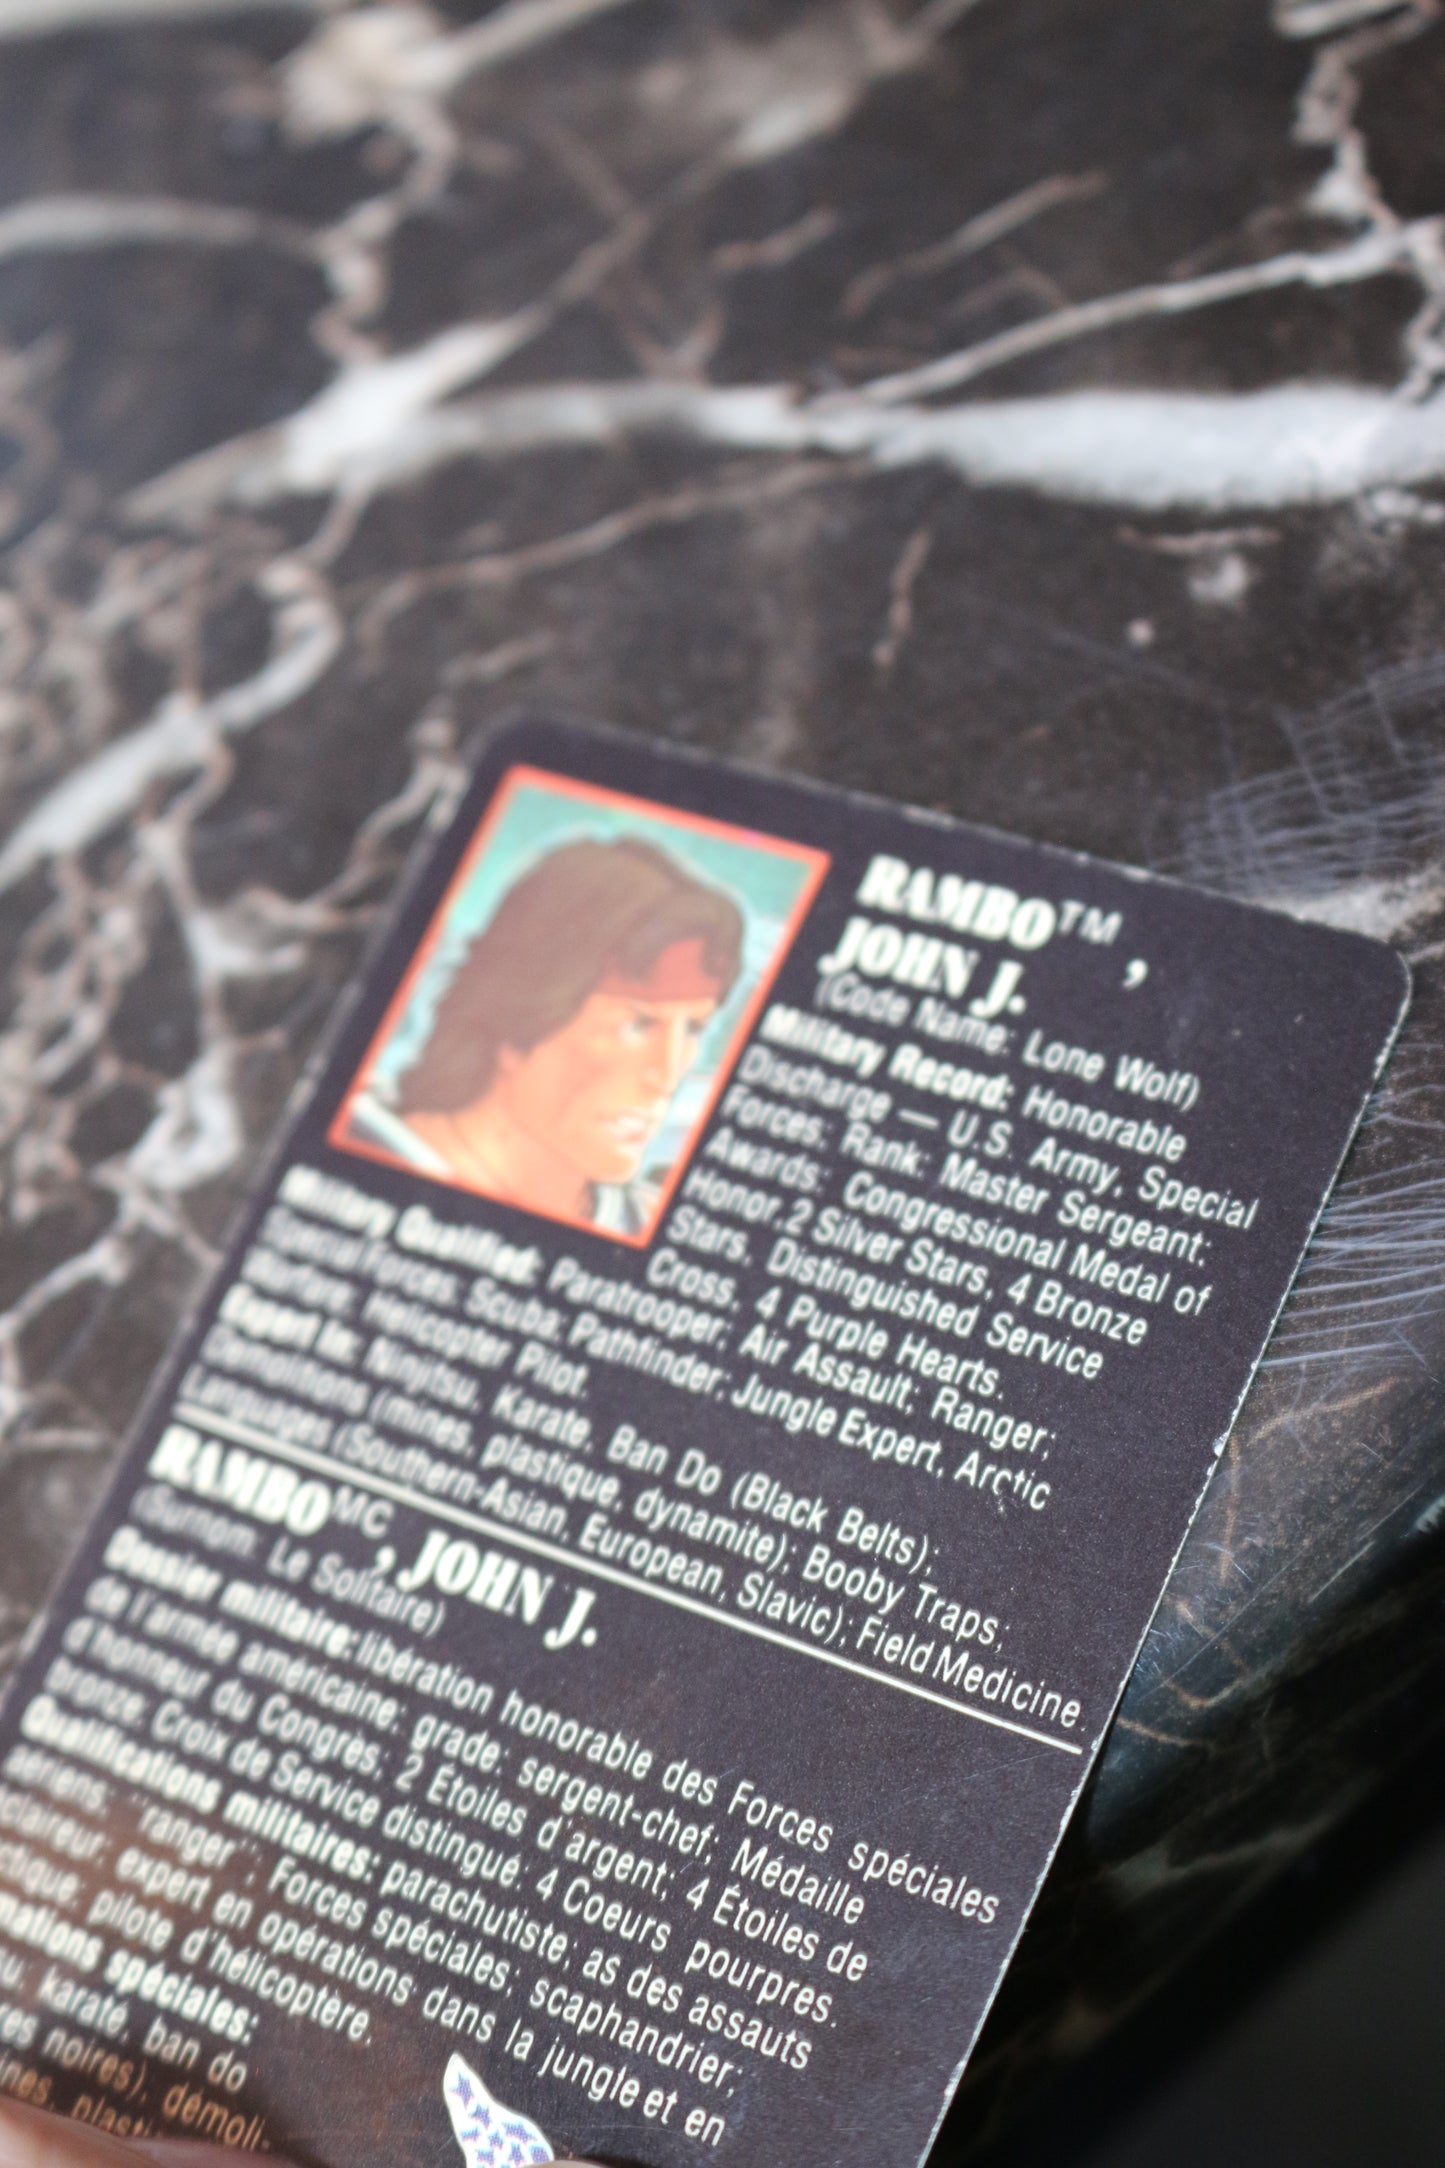 RAMBO™,
JOHN J.
(Code Name: Lone Wolf)
Military Record: Honorable
Discharge — U.S. Army, Special
Forces: Rank: Master Sergeant:
Awards: Congressional Medal of
Honor, 2 Silver Stars, 4 Bronze
Stars, Distinguished Service
Cross, 4 Purple Hearts.
Military Qualified: Paratrooper; Air Assault; Ranger;
Special Forces, Scuba; Pathfinder; Jungle Expert, Arctic
Warfare, Helicopter Pilot.
Expert in: Ninjitsu, Karate, Ban Do (Black Belts);
Demolitions (mines, plastique, dynamite); Booby Traps;
Languages (Southern-Asian, European, Slavic); Field Medicine.
RAMBO MC, JOHN J.
(Surnom: Le Solitaire)
Dossier militaire: libération honorable des Forces spéciales
de l'armée américaine; grade: sergent-chef; Médaille
d'honneur du Congrès; 2 Étoiles d'argent; 4 Étoiles de
bronze; Croix de Service distingué; 4 Coeurs pourpres.
Qualifications militaires: parachutiste; as des assauts
aériens; "ranger"; Forces spéciales; scaphandrier;
expert en opérations dans la jungle et en
pilote d'hélicoptère.
spéciales:
karaté, ban do
noires), démoli-